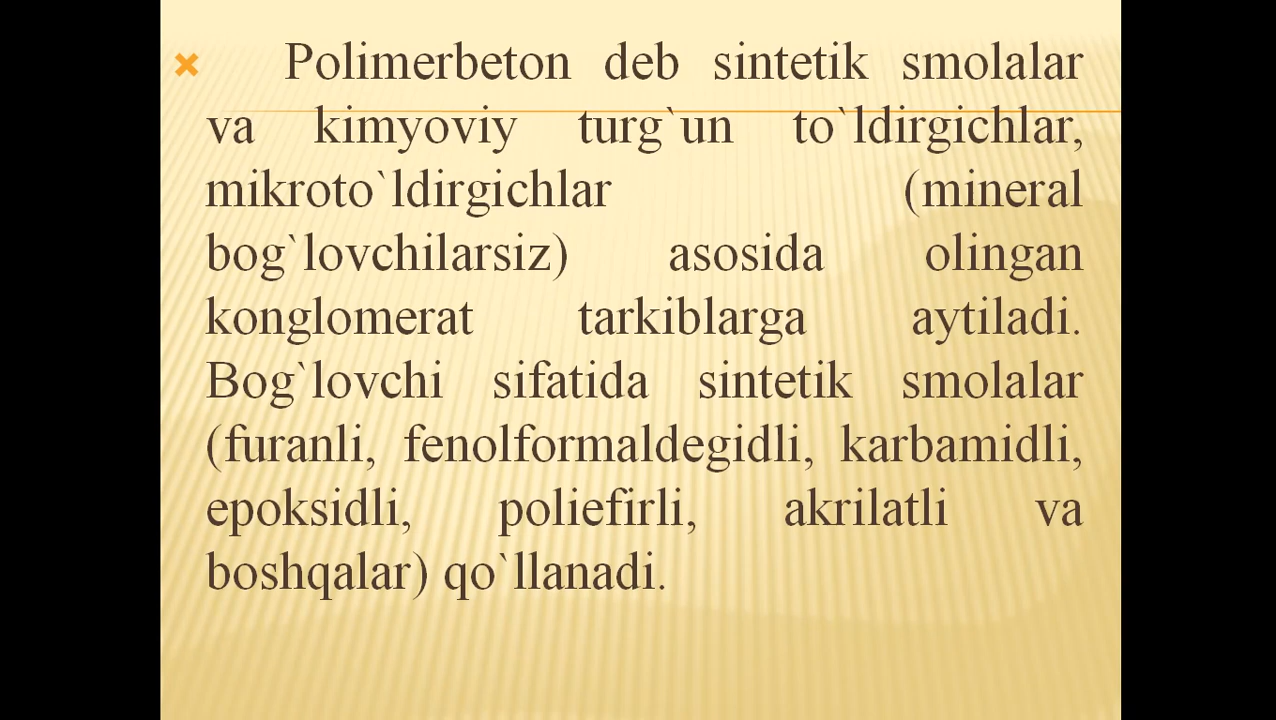 Polimerbeton deb sintetik smolalar
va kimyoviy turg`un to`ldirgichlar,
mikroto`ldirgichlar (mineral
bog`lovchilarsiz) asosida olingan
konglomerat tarkiblarga aytiladi.
Bog`lovchi sifatida sintetik smolalar
(furanli, fenolformaldegidli, karbamidli,
epoksidli, poliefirli, akrilatli va
boshqalar) qo`llanadi.